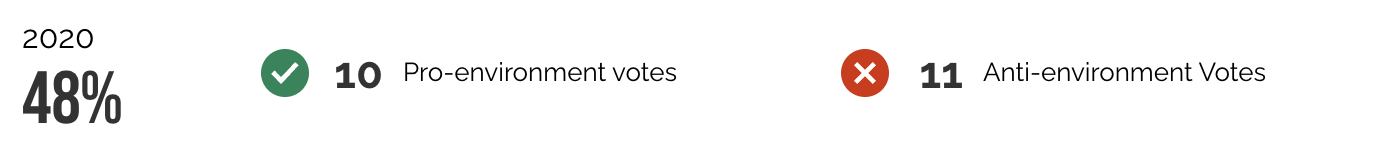 2020
48%
10 Pro-environment votes
11 Anti-environment Votes